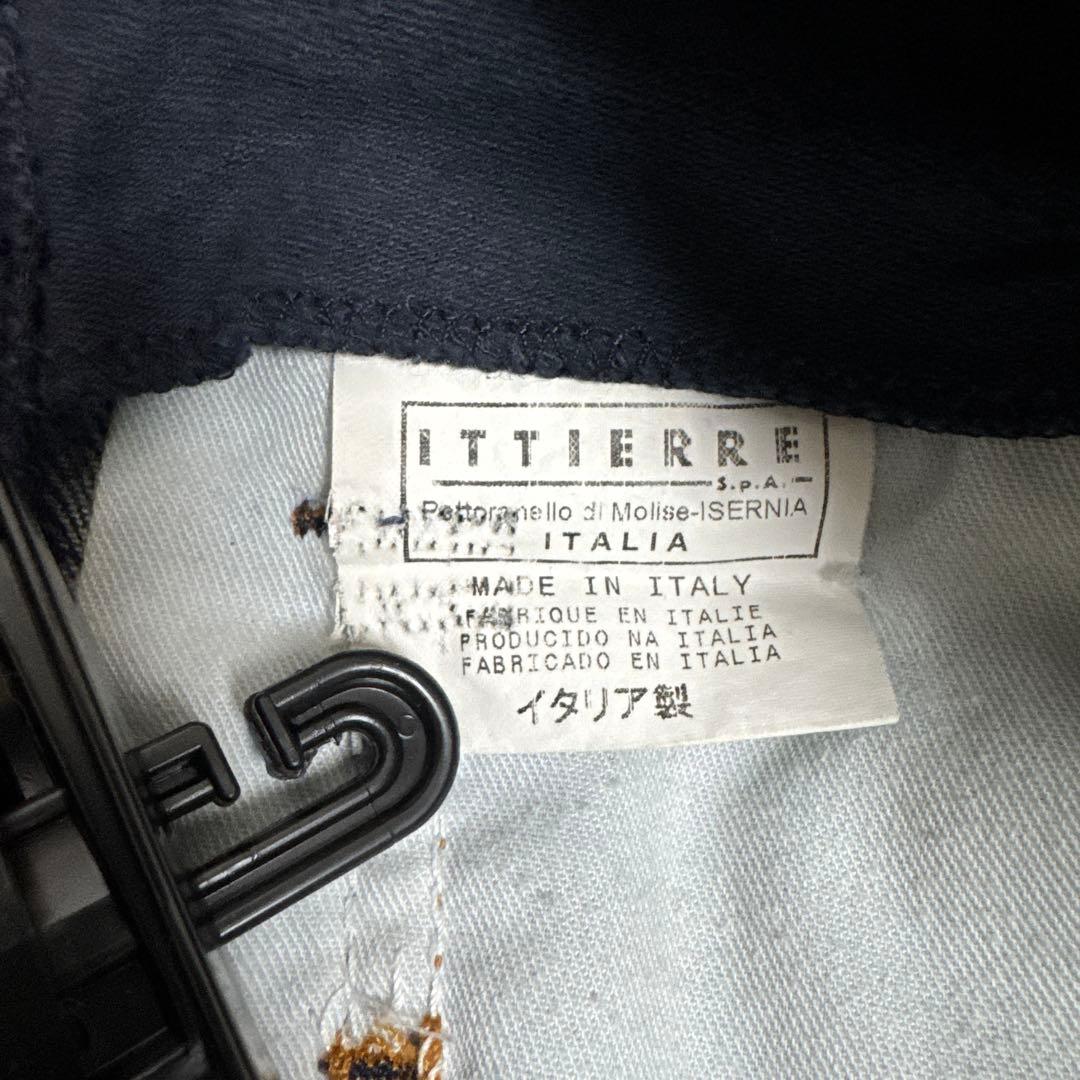 ITTIERRE
S.p.A.
Pettoranello di Molise-ISERNIA
ITALIA
MADE IN ITALY
FABRIQUE EN ITALIE
PRODUCIDO NA ITALIA
FABRICADO EN ITALIA
イタリア製